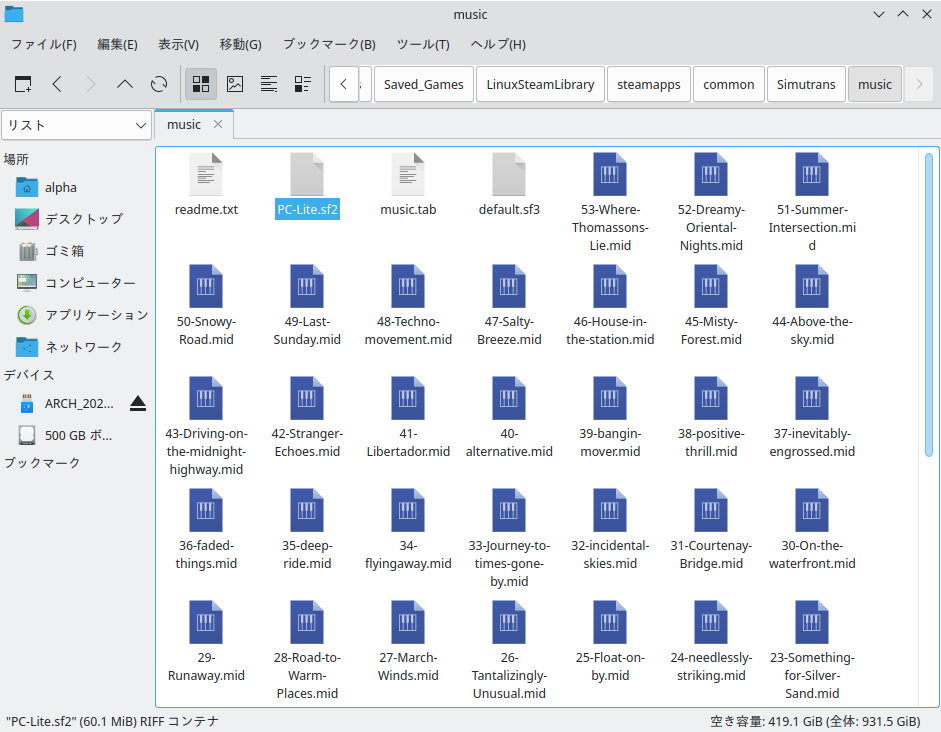 music
ファイル(F) 編集(E) 表示(V) 移動(G) ブックマーク(B) ツール(T) ヘルプ(H)
Saved_Games LinuxSteamLibrary steamapps common Simutrans music
リスト
music
場所
alpha
デスクトップ
ゴミ箱
コンピューター
アプリケーション
ネットワーク
デバイス
ARCH_202...
500 GB ボ...
ブックマーク
readme.txt
PC-Lite.sf2
music.tab
default.sf3
53-Where-
Thomassons-
Lie.mid
52-Dreamy-
Oriental-
Nights.mid
51-Summer-
Intersection.mi
d
50-Snowy-
Road.mid
49-Last-
Sunday.mid
48-Techno-
movement.mid
47-Salty-
Breeze.mid
46-House-in-
the-station.mid
45-Misty-
Forest.mid
44-Above-the-
sky.mid
43-Driving-on-
the-midnight-
highway.mid
42-Stranger-
Echoes.mid
41-
Libertador.mid
40-
alternative.mid
39-bangin-
mover.mid
38-positive-
thrill.mid
37-inevitably-
engrossed.mid
36-faded-
things.mid
35-deep-
ride.mid
34-
flyingaway.mid
33-Journey-to-
times-gone-
by.mid
32-incidental-
skies.mid
31-Courtenay-
Bridge.mid
30-On-the-
waterfront.mid
29-
Runaway.mid
28-Road-to-
Warm-
Places.mid
27-March-
Winds.mid
26-
Tantalizingly-
Unusual.mid
25-Float-on-
by.mid
24-needlessly-
striking.mid
23-Something-
for-Silver-
Sand.mid
"PC-Lite.sf2" (60.1 MiB) RIFF コンテナ
空き容量: 419.1 GiB (全体: 931.5 GiB)